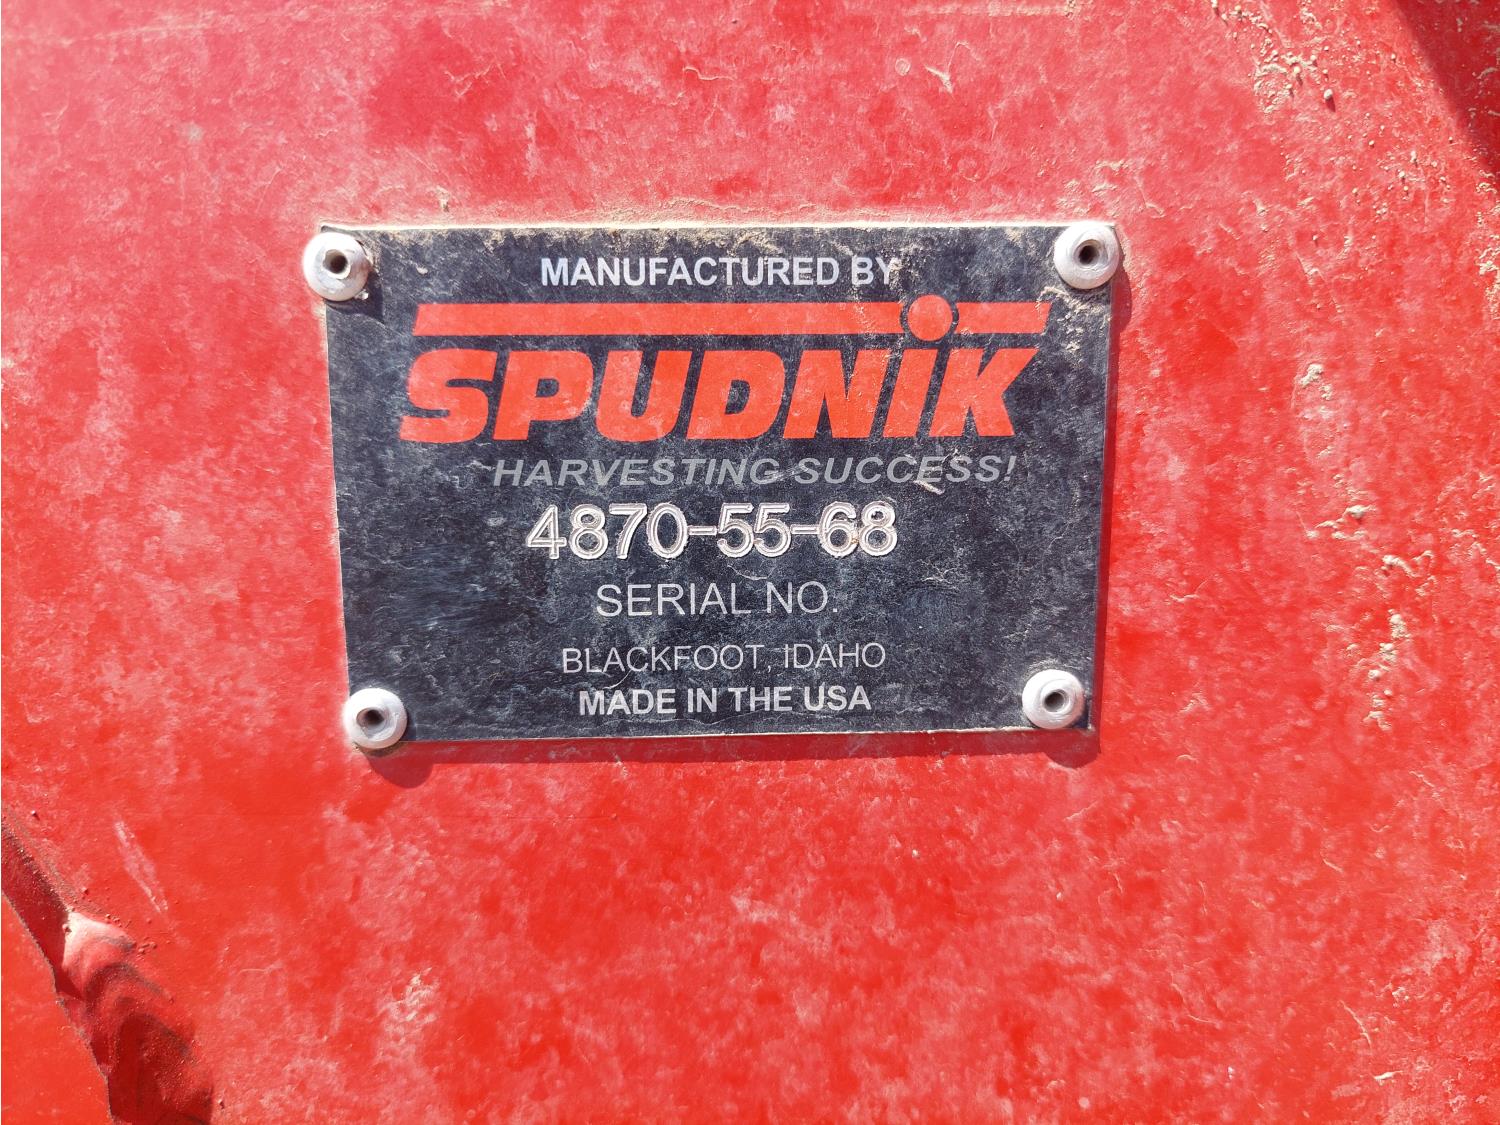 MANUFACTURED BY
SPUDNIK
HARVESTING SUCCESS!
4870-55-68
SERIAL NO.
BLACKFOOT, IDAHO
MADE IN THE USA